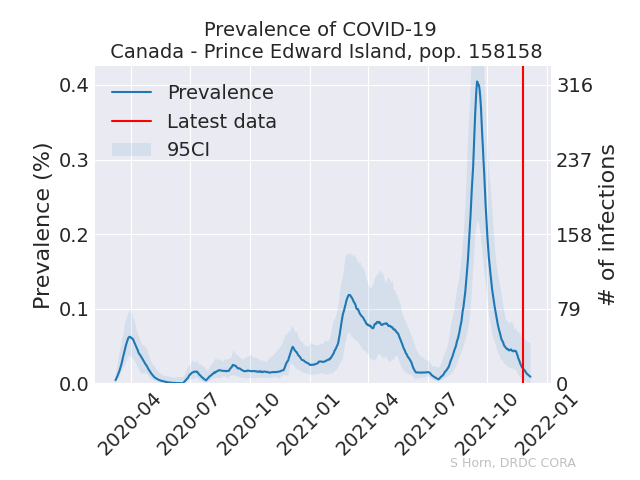 Prevalence of COVID-19
Canada - Prince Edward Island, pop. 158158
Prevalence
Latest data
95CI
Prevalence (%)
0.4
0.3
0.2
0.1
0.0
316
237
158
79
0
# of infections
2020-04
2020-07
2020-10
2021-01
2021-04
2021-07
2021-10
2022-01
S Horn, DRDC CORA